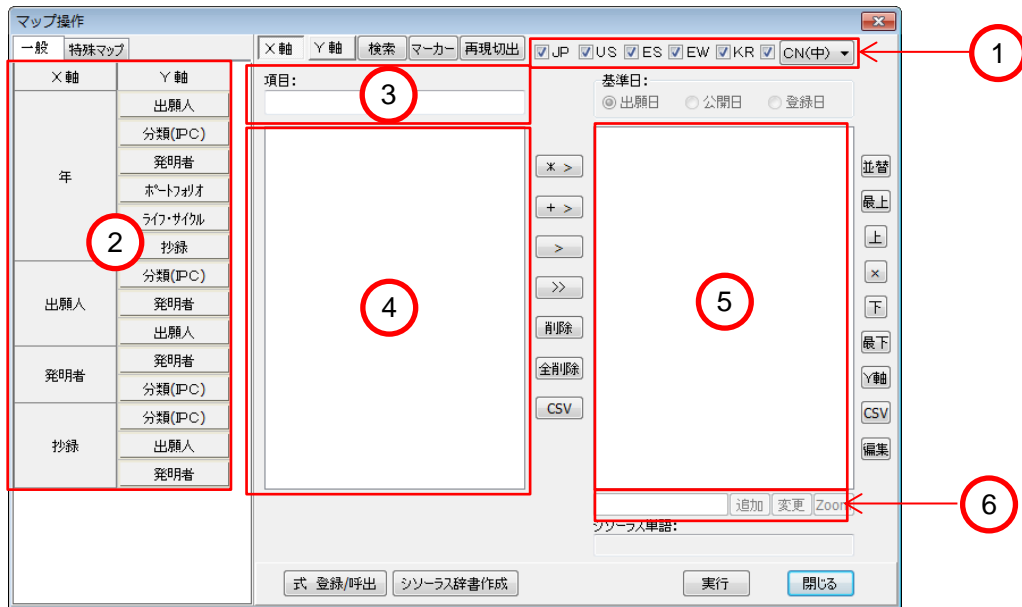 マップ操作
一般 特殊マップ
X軸 Y軸 検索 マーカー 再現切出
JP US ES EW KR CN(中)
1
X軸 Y軸
年
出願人
分類(IPC)
発明者
ポートフォリオ
ライフ・サイクル
抄録
2
出願人
分類(IPC)
発明者
出願人
発明者
発明者
分類(IPC)
抄録
分類(IPC)
出願人
発明者
項目:
3
基準日:
出願日 公開日 登録日
4
* >
+ >
>
>>
削除
全削除
CSV
5
並替
最上
上
×
下
最下
Y軸
CSV
編集
追加 変更 Zoom
6
シソーラス単語:
式 登録/呼出 シソーラス辞書作成 実行 閉じる